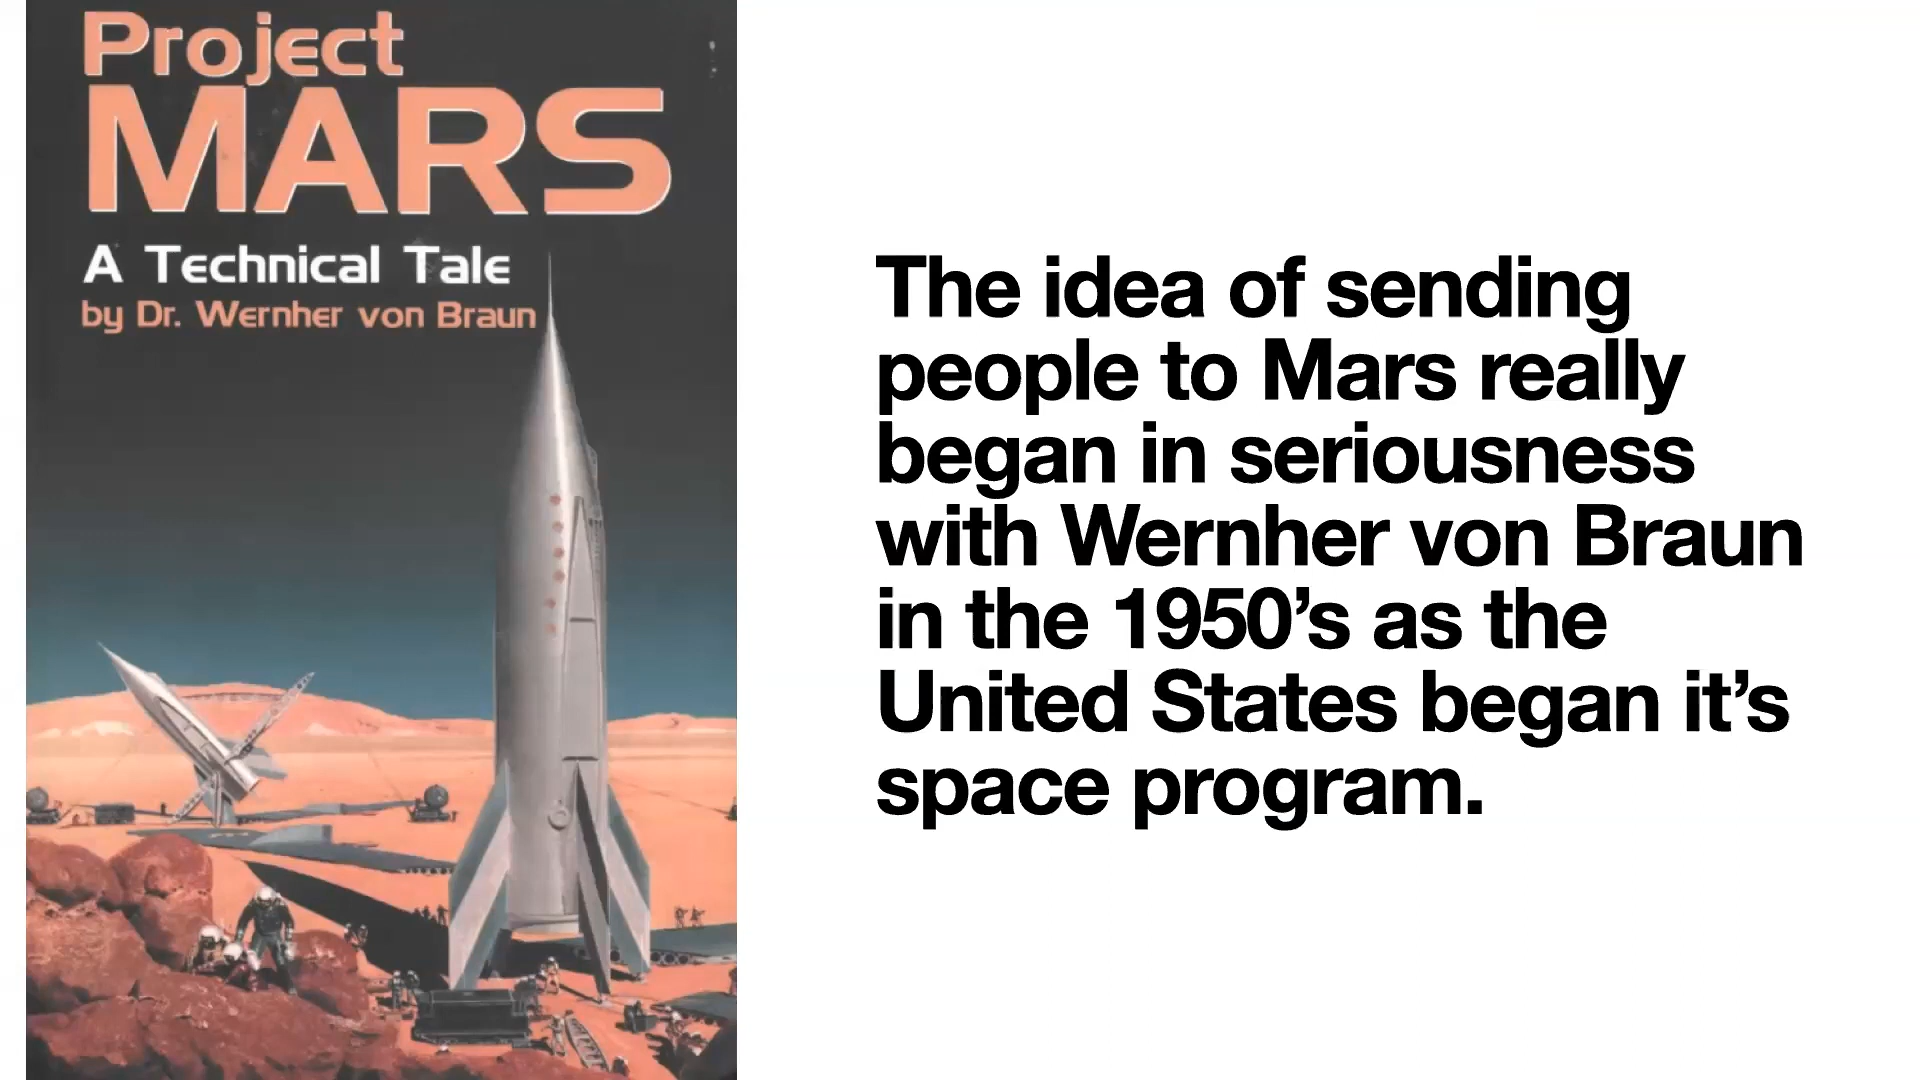 Project
MARS
A Technical Tale
by Dr. Wernher von Braun
The idea of sending
people to Mars really
began in seriousness
with Wernher von Braun
in the 1950’s as the
United States began it’s
space program.